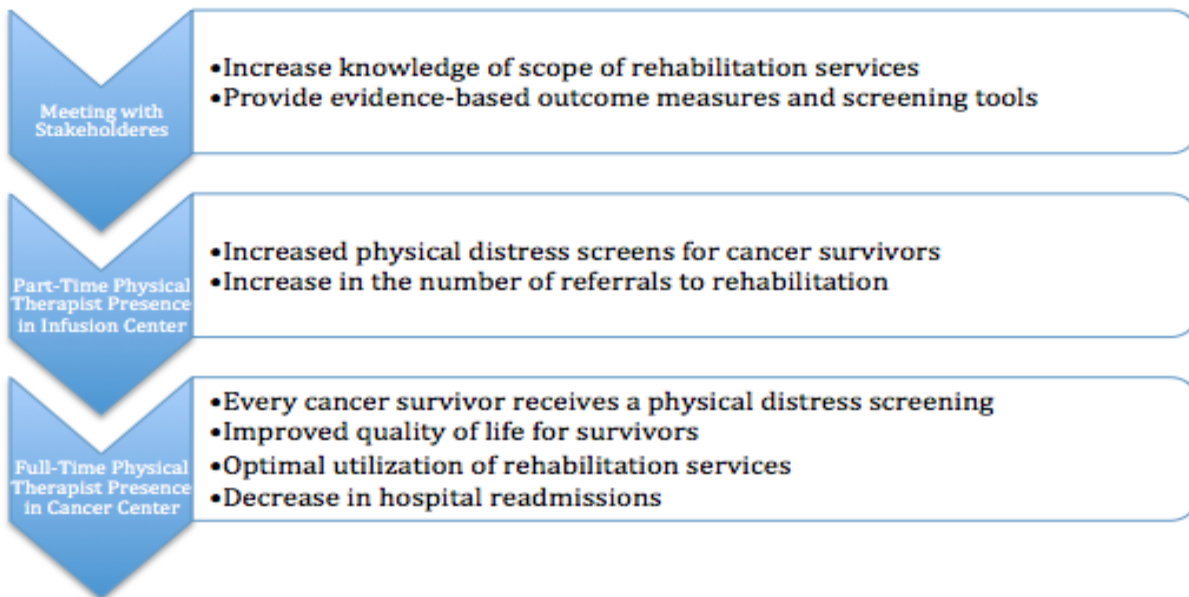 Meeting with
Stakeholderes
•Increase knowledge of scope of rehabilitation services
•Provide evidence-based outcome measures and screening tools
Part-Time Physical
Therapist Presence
in Infusion Center
•Increased physical distress screens for cancer survivors
•Increase in the number of referrals to rehabilitation
Full-Time Physical
Therapist Presence
in Cancer Center
•Every cancer survivor receives a physical distress screening
•Improved quality of life for survivors
•Optimal utilization of rehabilitation services
•Decrease in hospital readmissions